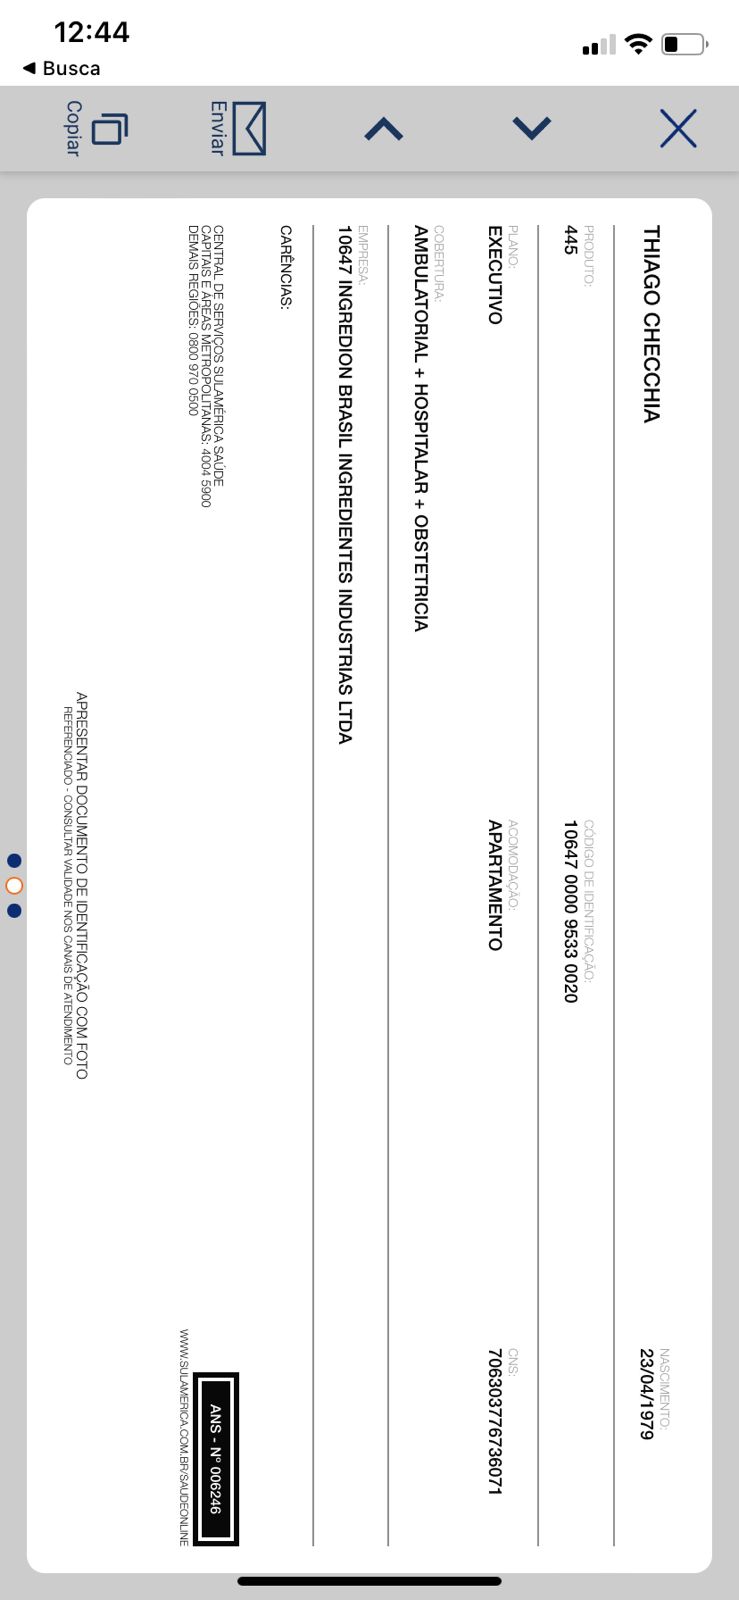 12:44
◀ Busca
Copiar
Enviar
THIAGO CHECCHIA
NASCIMENTO:
23/04/1979
PRODUTO:
445
CÓDIGO DE IDENTIFICAÇÃO:
10647 0000 9533 0020
PLANO:
EXECUTIVO
ACOMODAÇÃO:
APARTAMENTO
CNS:
706303776736071
COBERTURA:
AMBULATORIAL + HOSPITALAR + OBSTETRICIA
EMPRESA:
10647 INGREDION BRASIL INGREDIENTES INDUSTRIAS LTDA
CARÊNCIAS:
CENTRAL DE SERVIÇOS SULAMÉRICA SAÚDE
CAPITAIS E ÁREAS METROPOLITANAS: 4004 5900
DEMAIS REGIÕES: 0800 970 0500
ANS - Nº 006246
WWW.SULAMERICA.COM.BR/SAUDEONLINE
APRESENTAR DOCUMENTO DE IDENTIFICAÇÃO COM FOTO
REFERENCIADO - CONSULTAR VALIDADE NOS CANAIS DE ATENDIMENTO